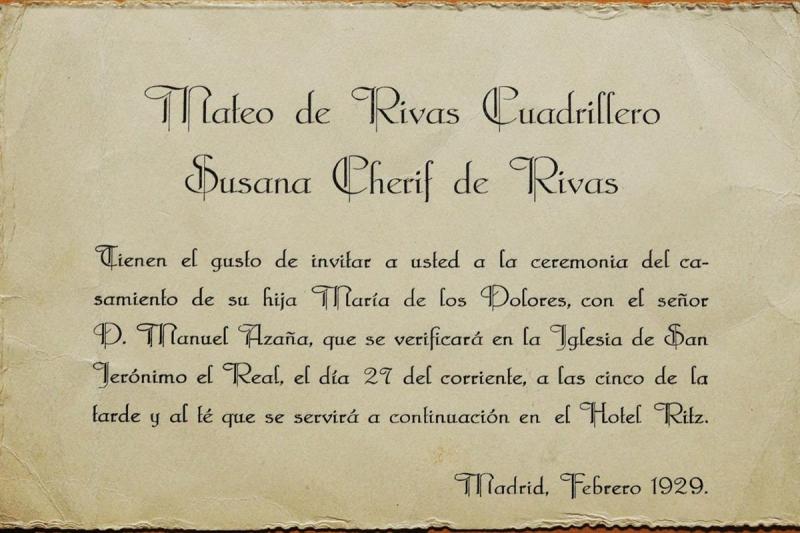 Mateo de Rivas Cuadrillero
Susana Cherif de Rivas
Tienen el gusto de invitar a usted a la ceremonia del ca-
samiento de su hija María de los Dolores, con el señor
D. Manuel Azaña, que se verificará en la Iglesia de San
Jerónimo el Real, el día 27 del corriente, a las cinco de la
tarde y al té que se servirá a continuación en el Hotel Ritz.
Madrid, Febrero 1929.